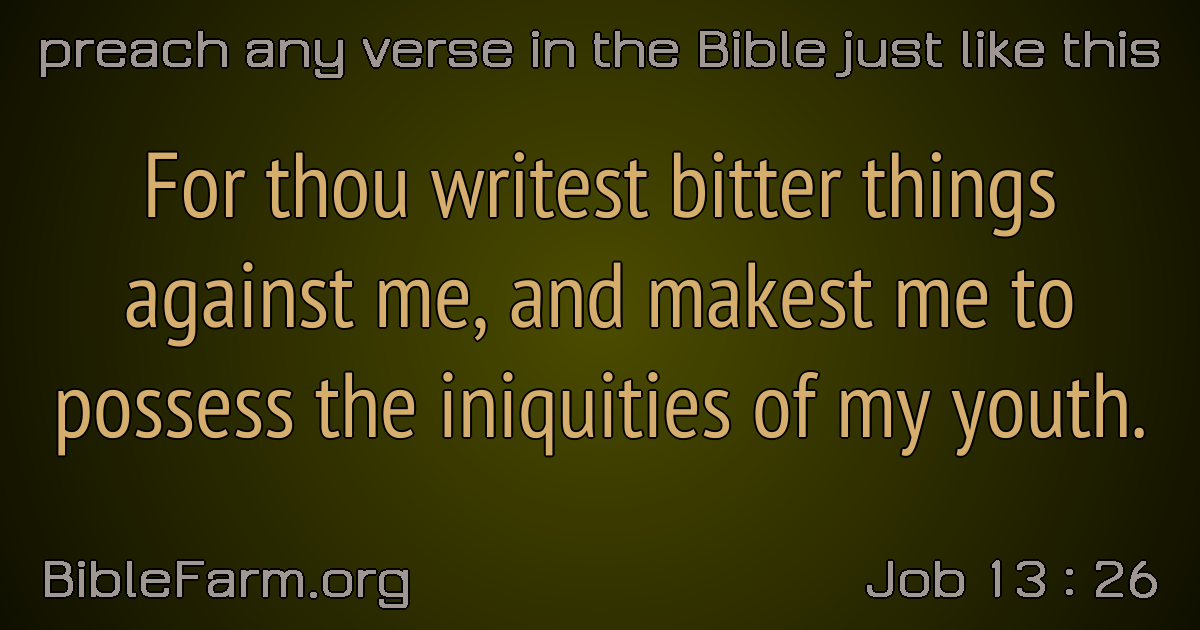 preach any verse in the Bible just like this
For thou writest bitter things
against me, and makest me to
possess the iniquities of my youth.
BibleFarm.org
Job 13 : 26